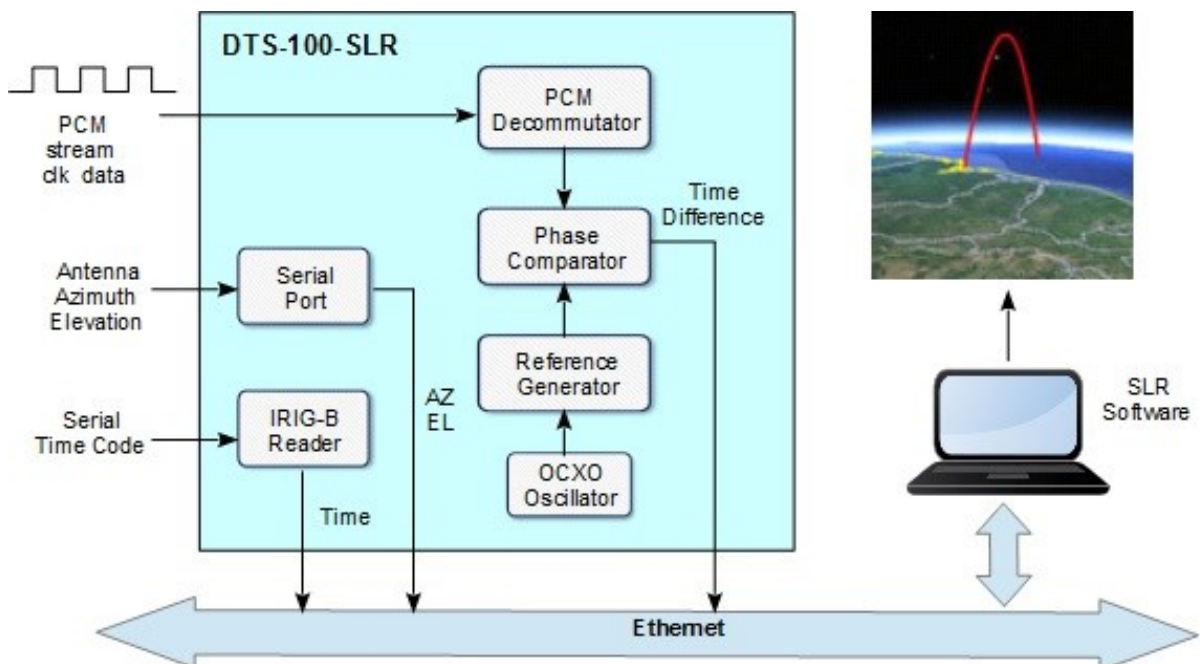 DTS-100-SLR
PCM
stream
clk data
PCM
Decommutator
Time
Difference
Phase
Comparator
Antenna
Azimuth
Elevation
Serial
Port
Reference
Generator
AZ
EL
Serial
Time Code
IRIG-B
Reader
OCXO
Oscillator
Time
SLR
Software
Ethernet